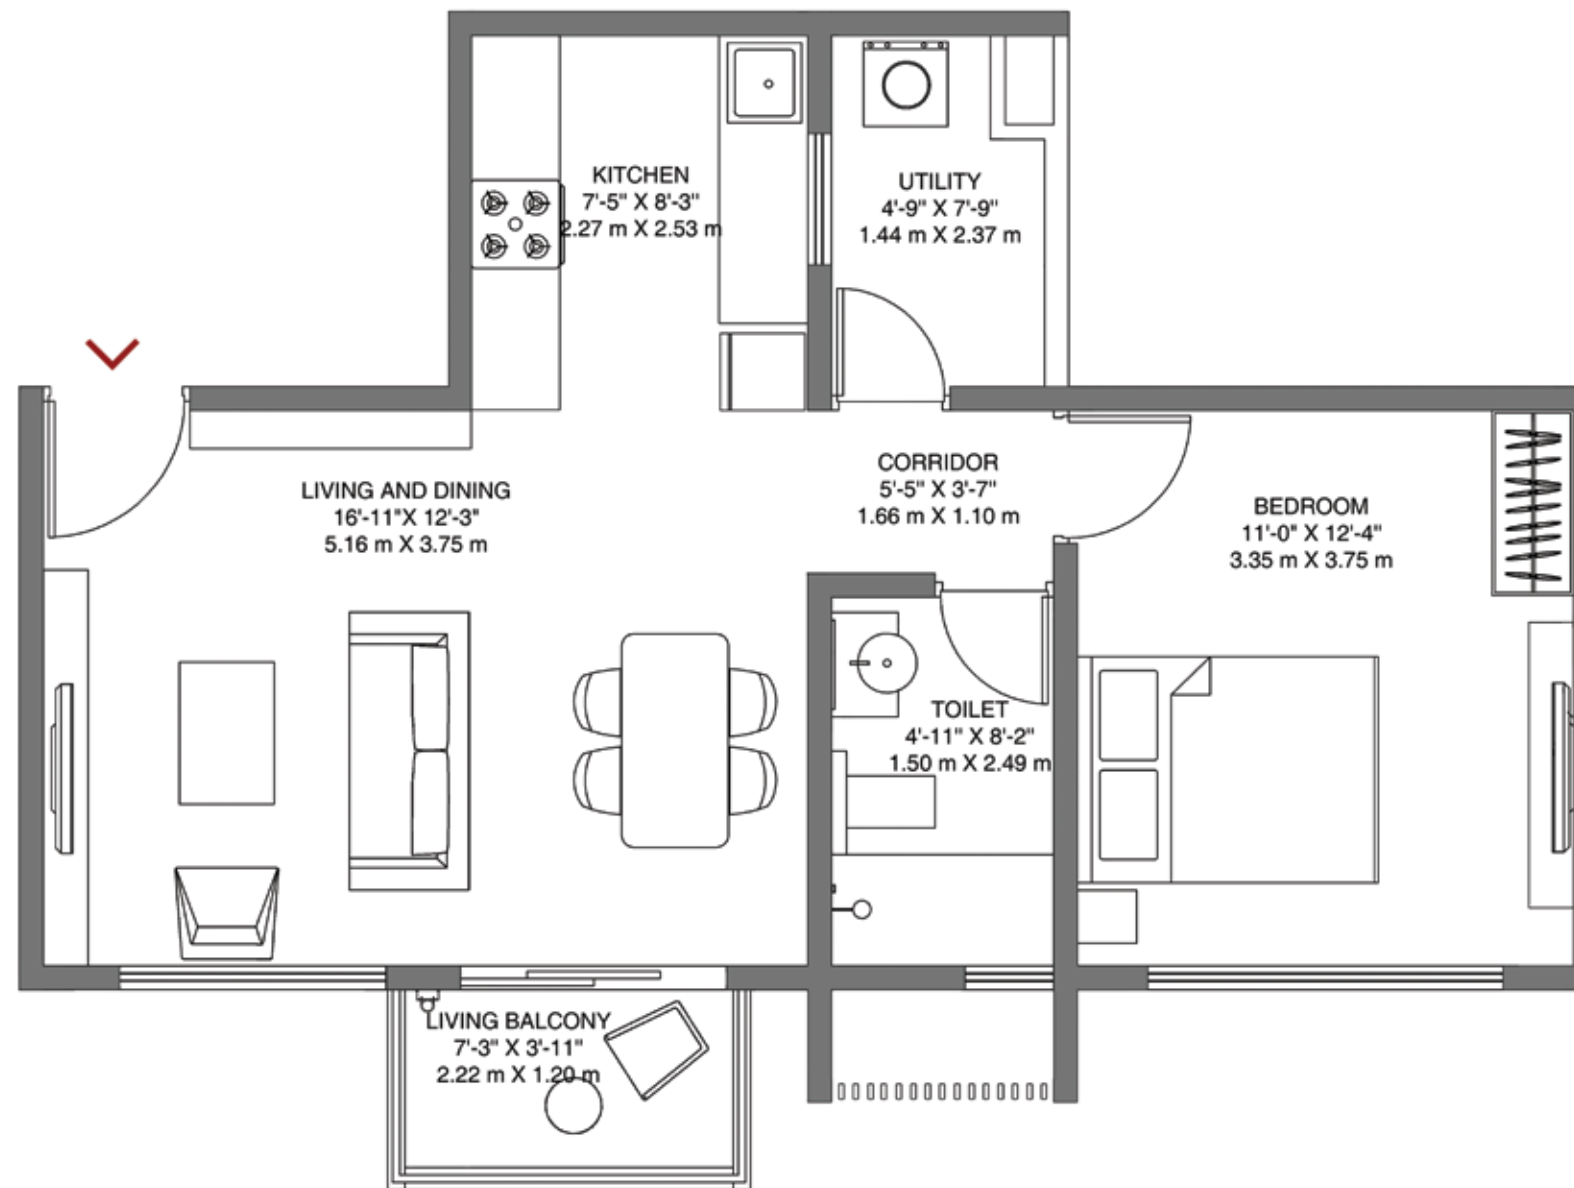 KITCHEN
7'-5" X 8'-3"
2.27 m X 2.53 m
UTILITY
4'-9" X 7'-9"
1.44 m X 2.37 m
LIVING AND DINING
16'-11"X 12'-3"
5.16 m X 3.75 m
CORRIDOR
5'-5" X 3'-7"
1.66 m X 1.10 m
BEDROOM
11'-0" X 12'-4"
3.35 m X 3.75 m
TOILET
4'-11" X 8'-2"
1.50 m X 2.49 m
LIVING BALCONY
7'-3" X 3'-11"
2.22 m X 1.20 m